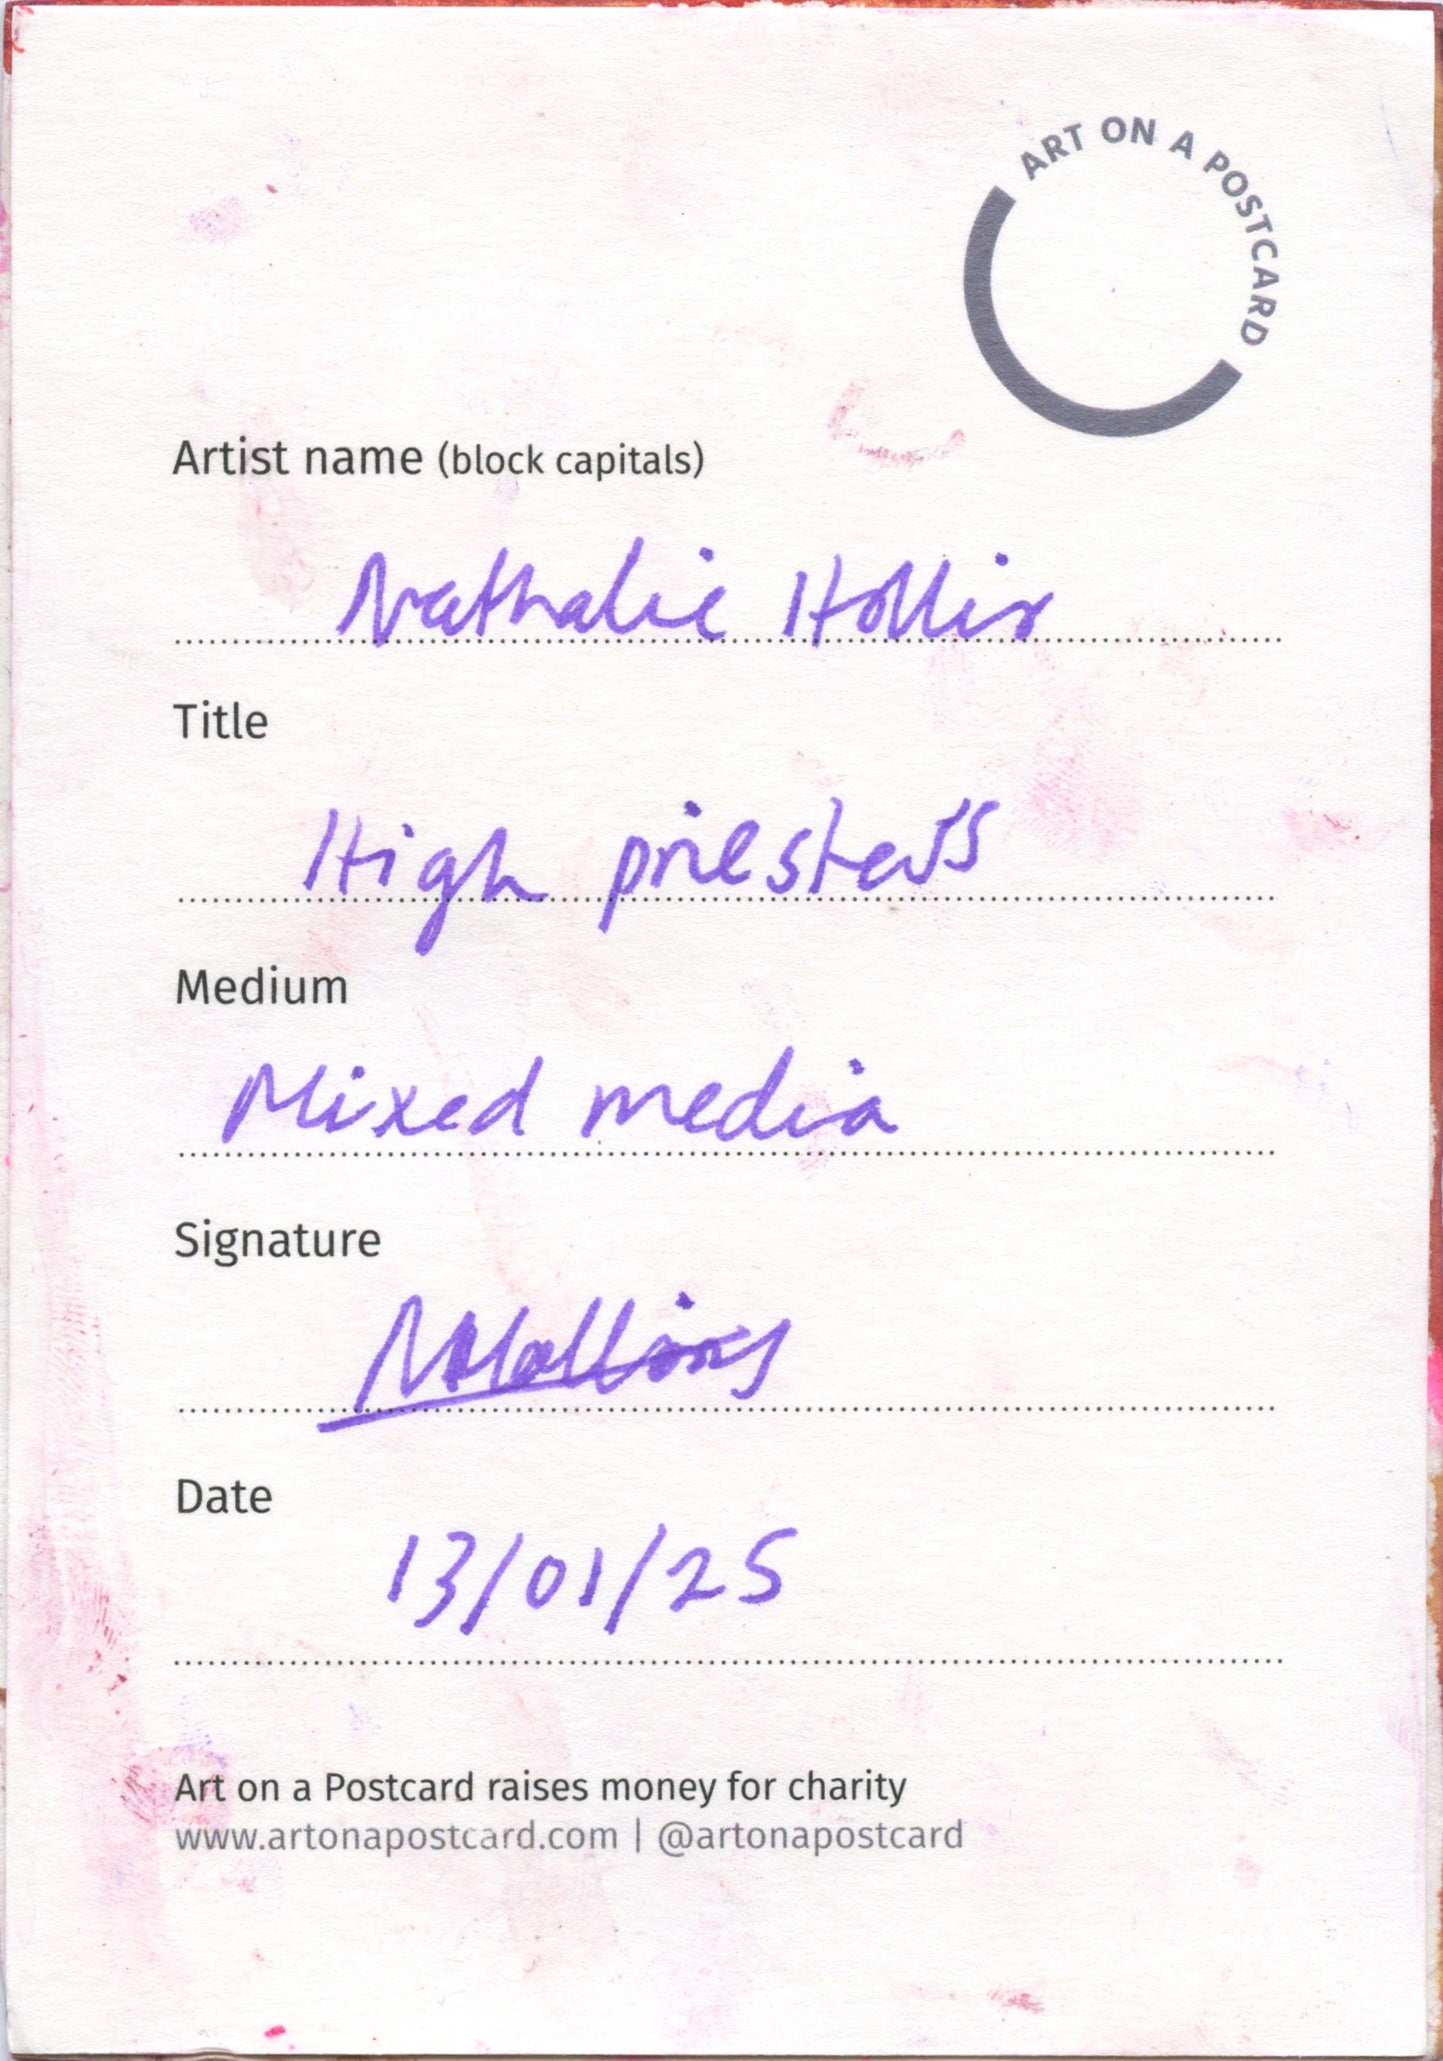 ART ON A POSTCARD
Artist name (block capitals)
Nathalie Hollis
Title
High priestess
Medium
Mixed media
Signature
Date
13/01/25
Art on a Postcard raises money for charity
www.artonapostcard.com | @artonapostcard